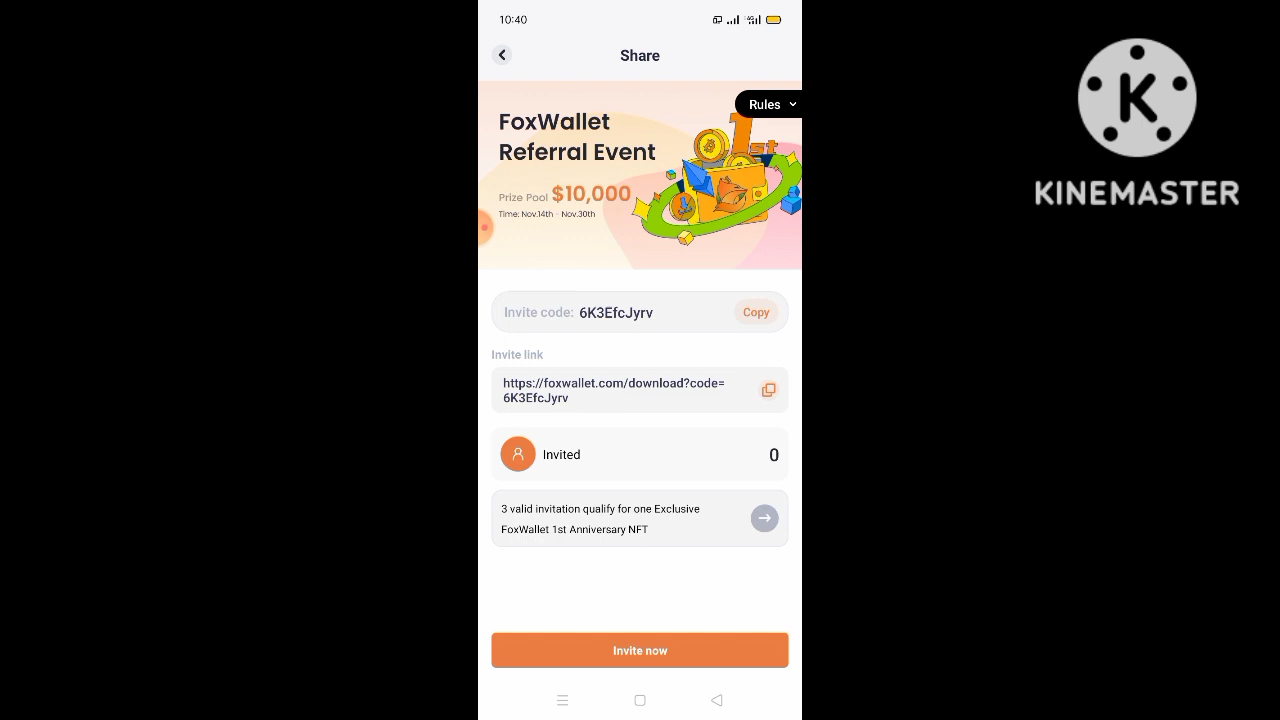 10:40
4G
Share
Rules
FoxWallet
Referral Event
1st
Prize Pool $10,000
Time: Nov.14th - Nov.30th
Invite code: 6K3EfcJyrv
Copy
Invite link
https://foxwallet.com/download?code=
6K3EfcJyrv
Invited
0
3 valid invitation qualify for one Exclusive
FoxWallet 1st Anniversary NFT
Invite now
K
KINEMASTER